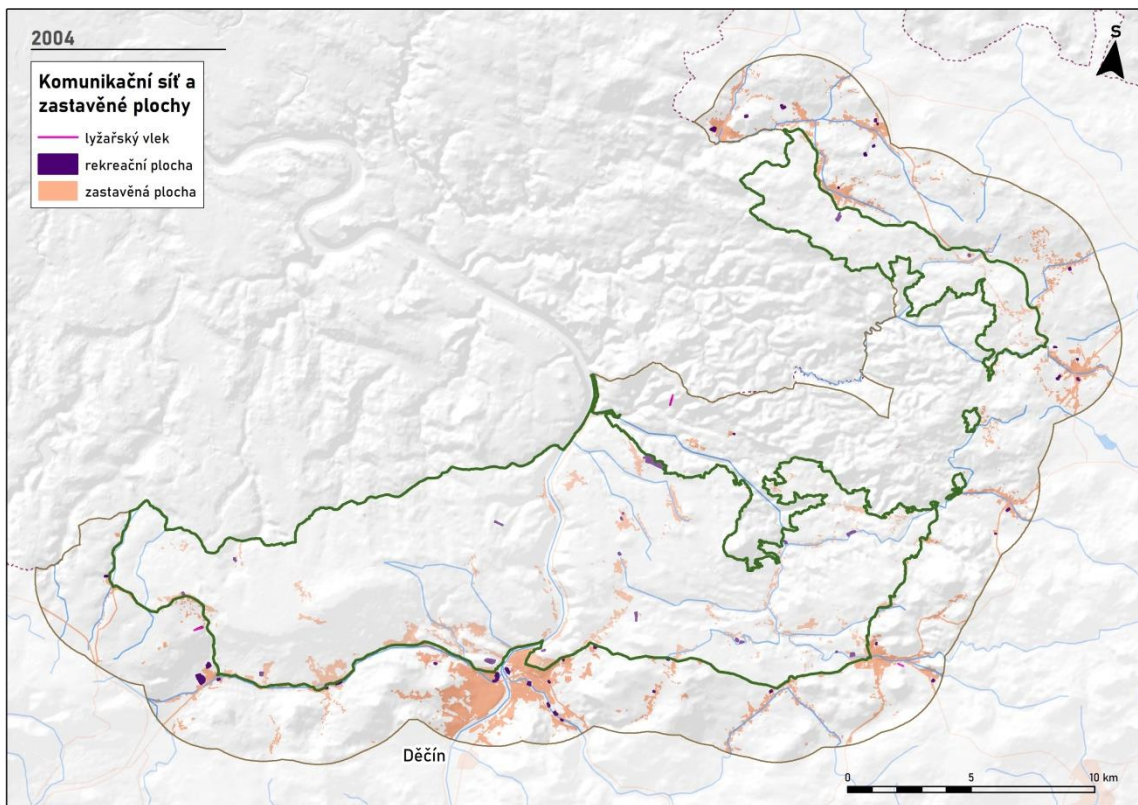 2004
Komunikační síť a
zastavěné plochy
lyžařský vlek
rekreační plocha
zastavěná plocha
S
Děčín
0 5 10 km